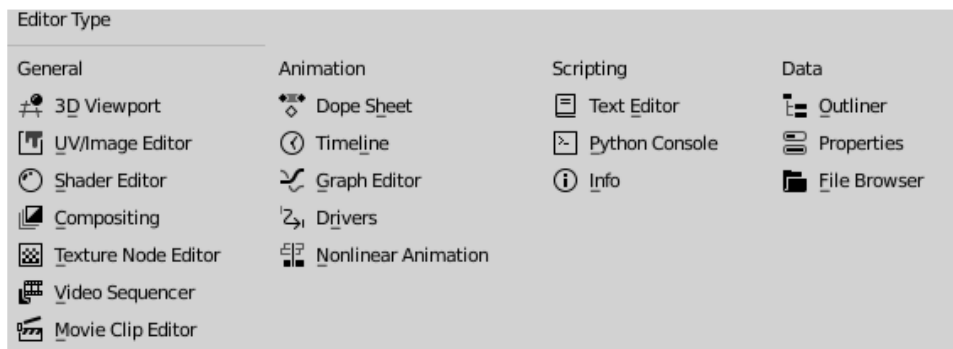 Editor Type
General
3D Viewport
UV/Image Editor
Shader Editor
Compositing
Texture Node Editor
Video Sequencer
Movie Clip Editor
Animation
Dope Sheet
Timeline
Graph Editor
Drivers
Nonlinear Animation
Scripting
Text Editor
Python Console
Info
Data
Outliner
Properties
File Browser